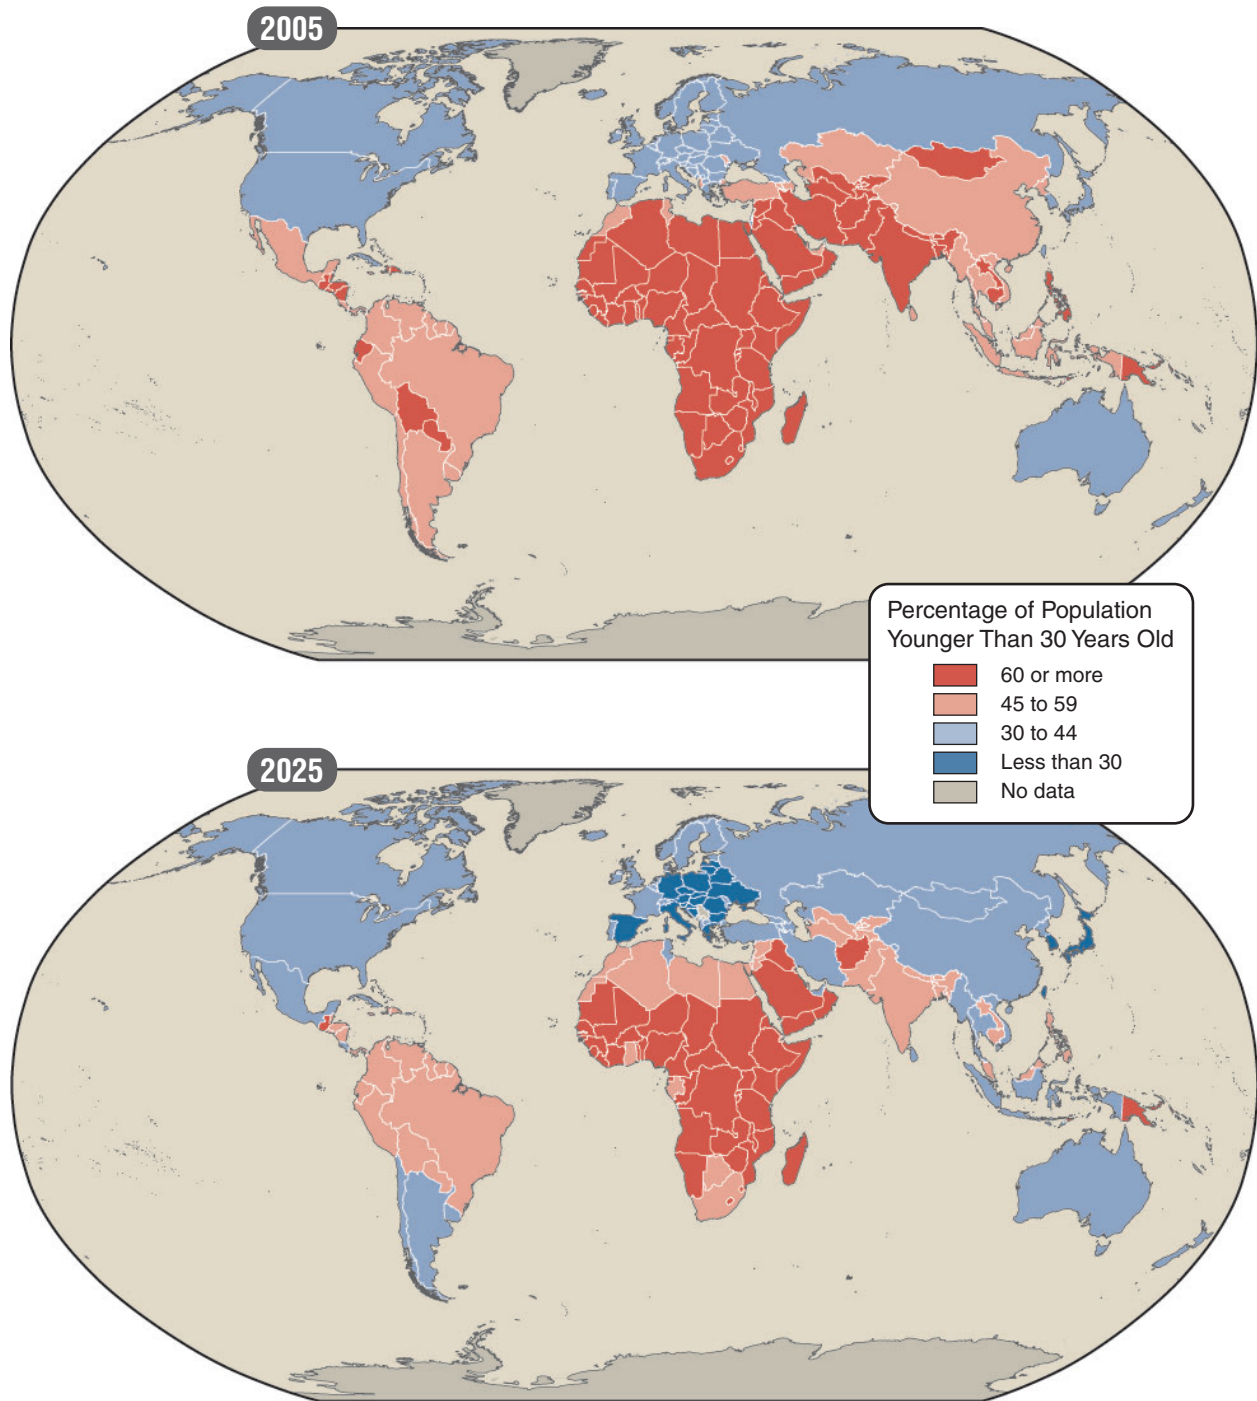 2005
Percentage of Population
Younger Than 30 Years Old
60 or more
45 to 59
30 to 44
Less than 30
No data
2025